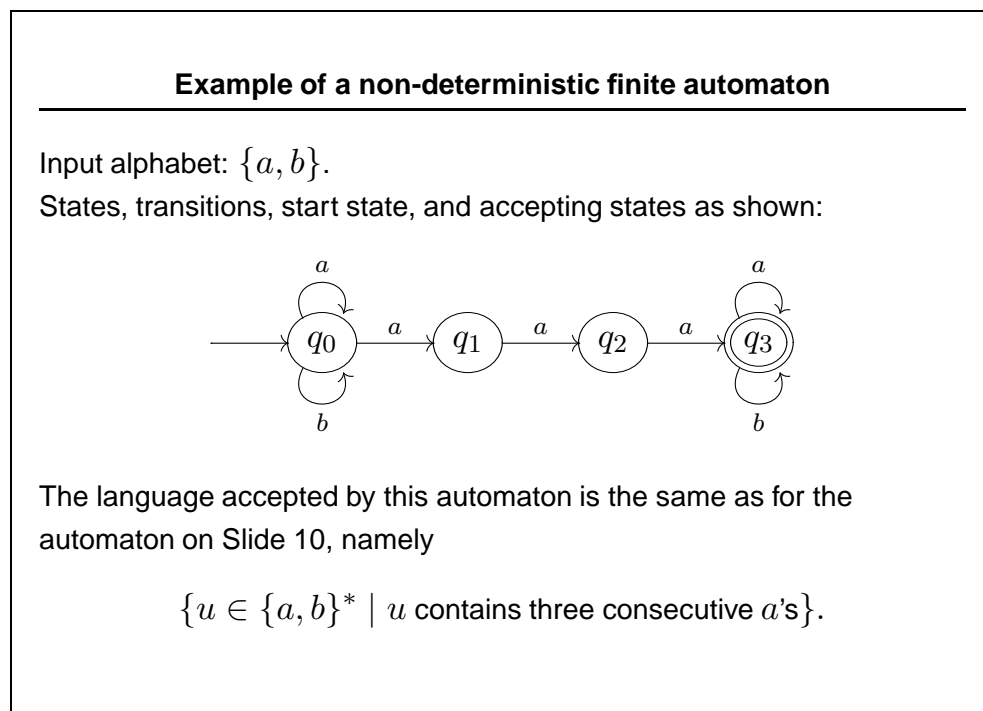 Example of a non-deterministic finite automaton
Input alphabet: {a, b}.
States, transitions, start state, and accepting states as shown:
a a
q0 a q1 a q2 a q3
b b
The language accepted by this automaton is the same as for the
automaton on Slide 10, namely
{u ∈ {a, b}* | u contains three consecutive a's}.